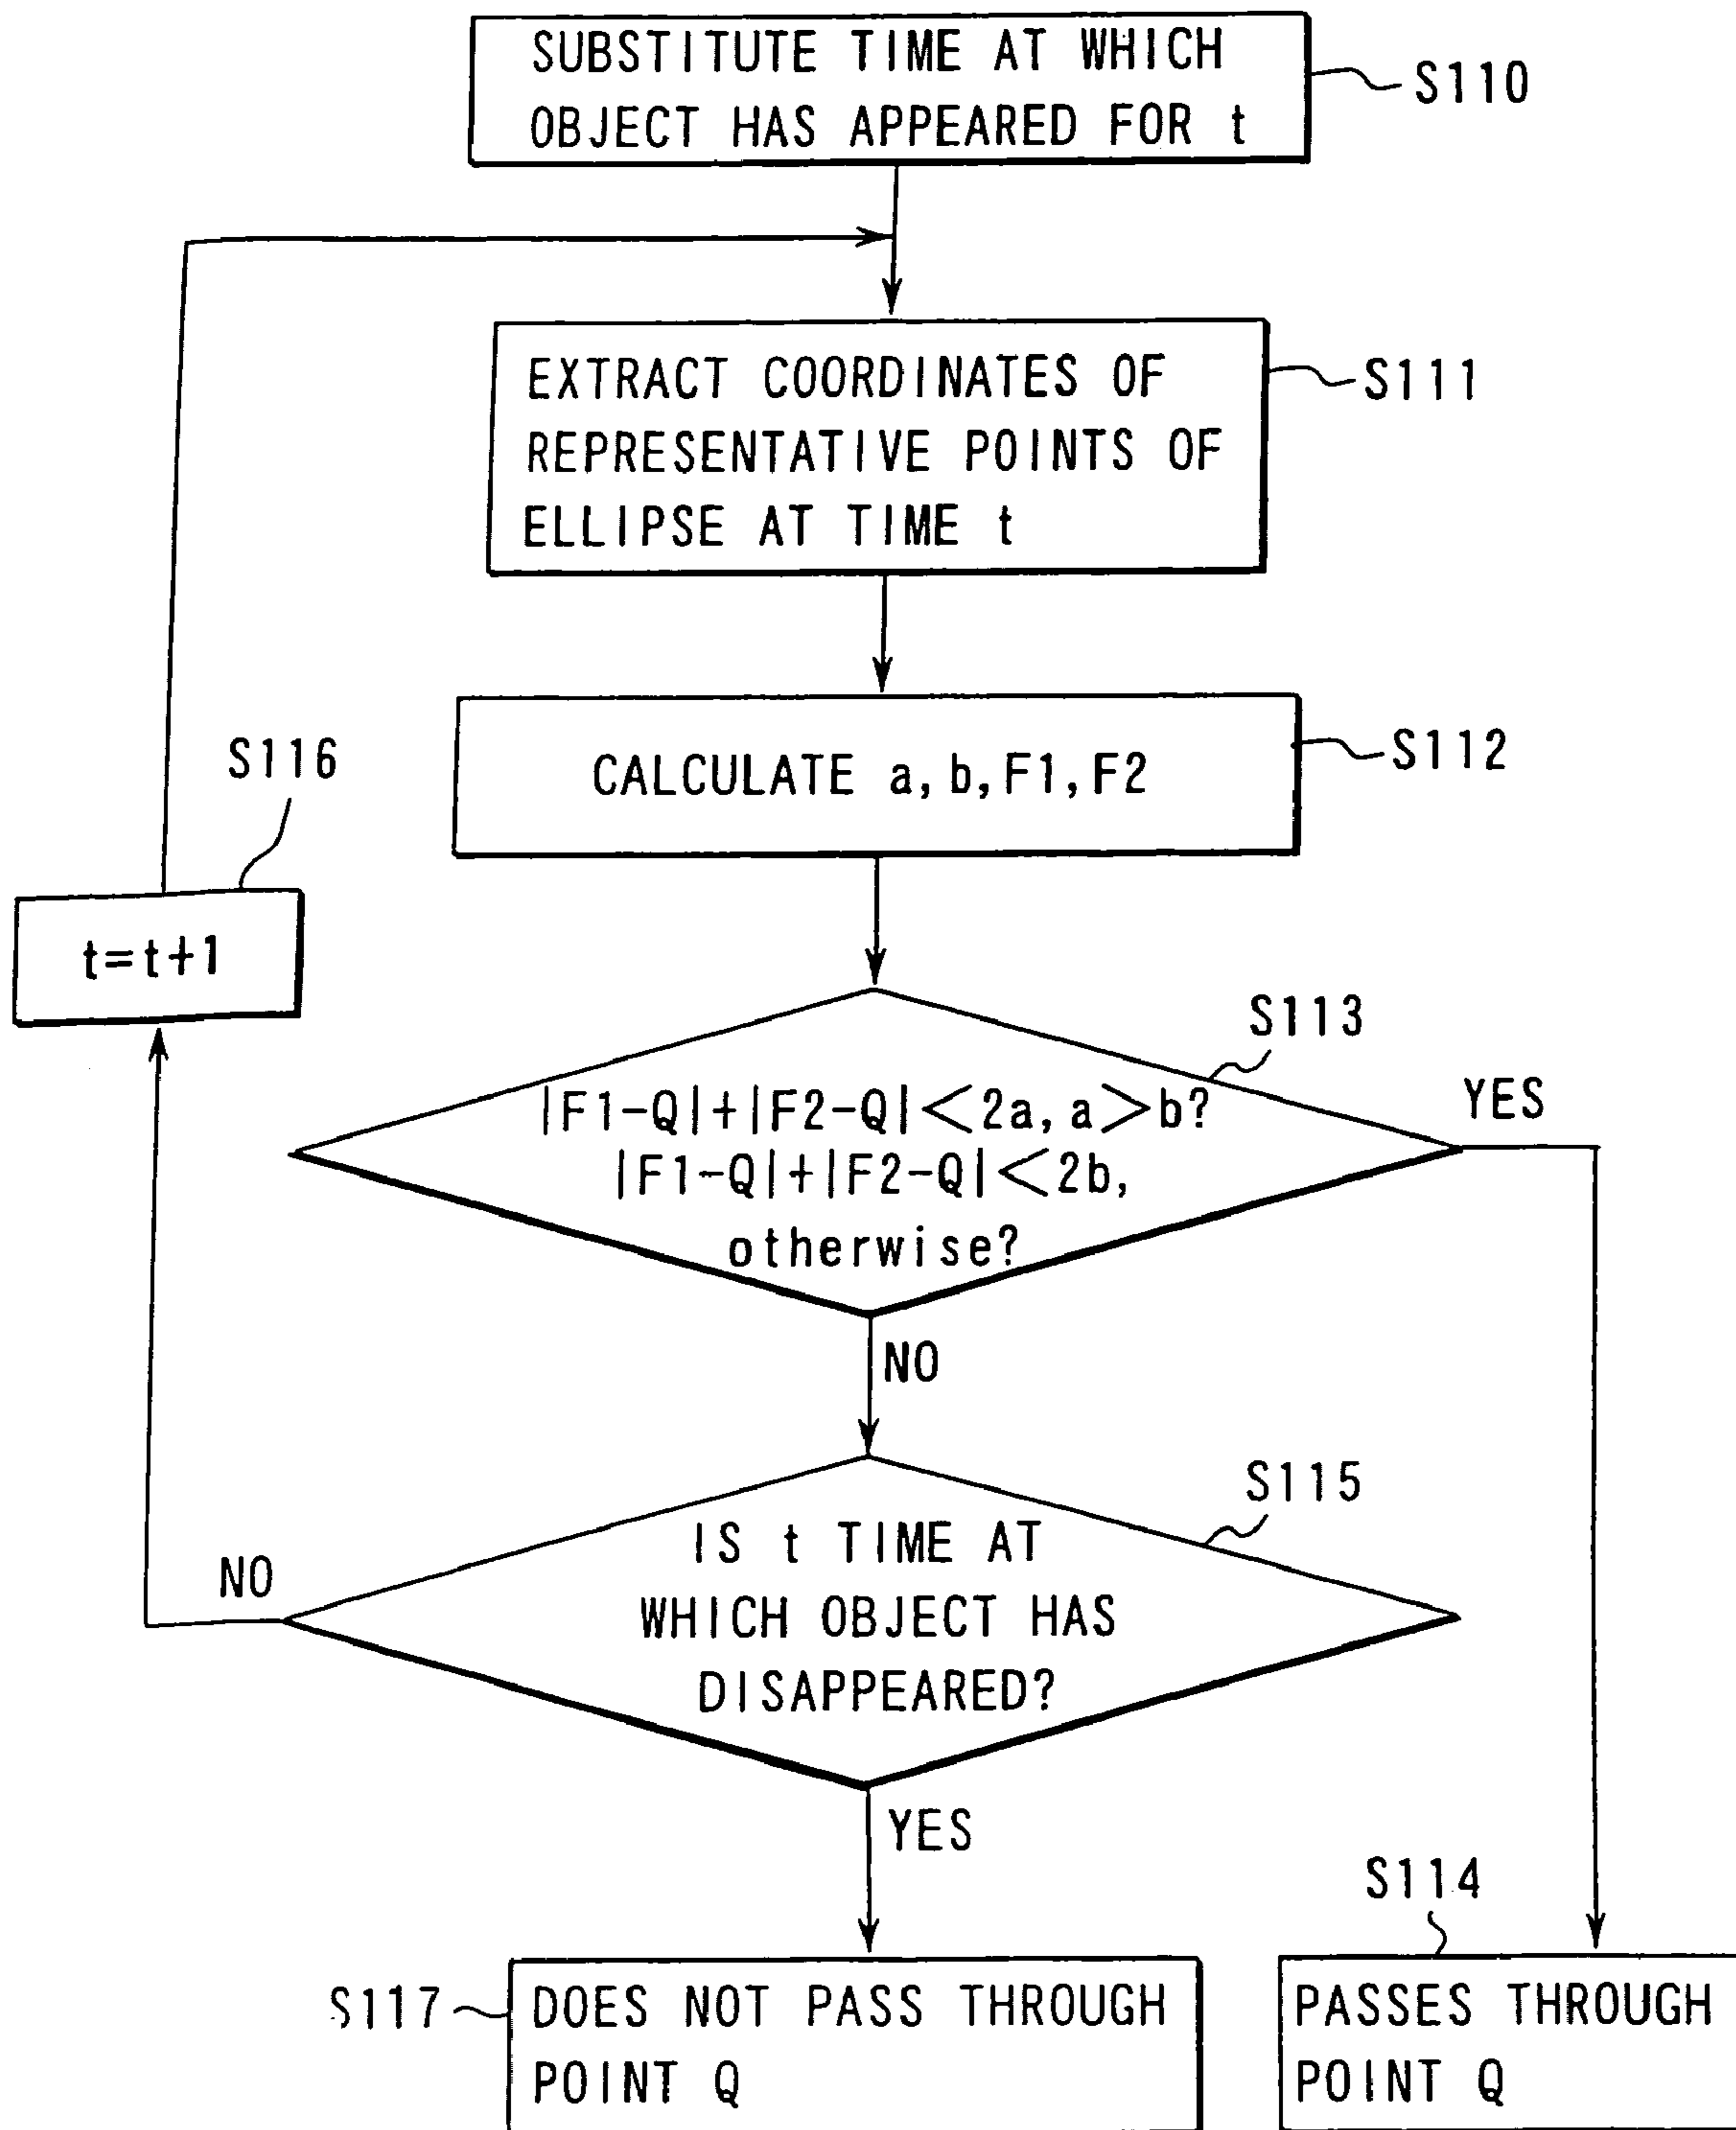 SUBSTITUTE TIME AT WHICH
OBJECT HAS APPEARED FOR t
S110
EXTRACT COORDINATES OF
REPRESENTATIVE POINTS OF
ELLIPSE AT TIME t
S111
CALCULATE a, b, F1, F2
S112
S116
t=t+1
S113
|F1-Q|+|F2-Q|<2a, a>b?
|F1-Q|+|F2-Q|<2b,
otherwise?
YES
NO
S115
IS t TIME AT
WHICH OBJECT HAS
DISAPPEARED?
NO
YES
S114
S117
DOES NOT PASS THROUGH
POINT Q
PASSES THROUGH
POINT Q